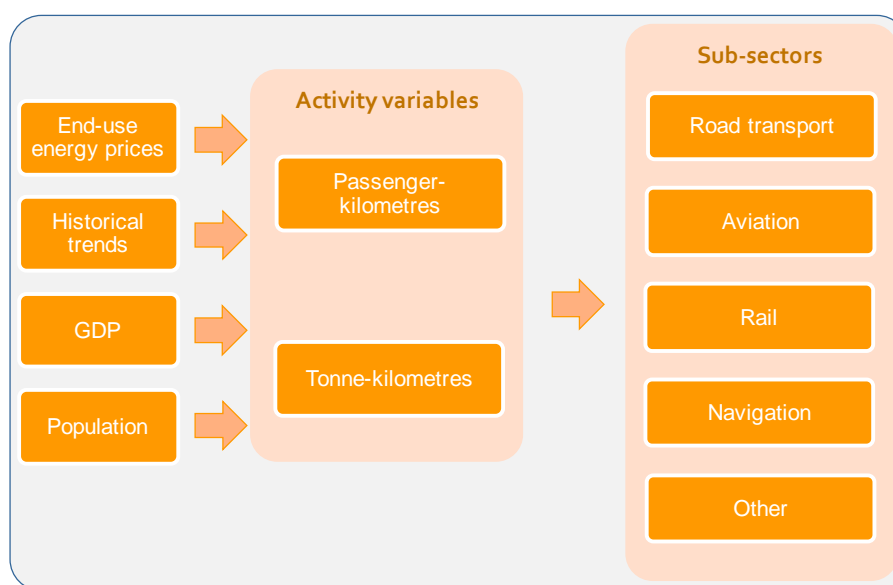 End-use
energy prices
Historical
trends
GDP
Population
Activity variables
Passenger-
kilometres
Tonne-kilometres
Sub-sectors
Road transport
Aviation
Rail
Navigation
Other